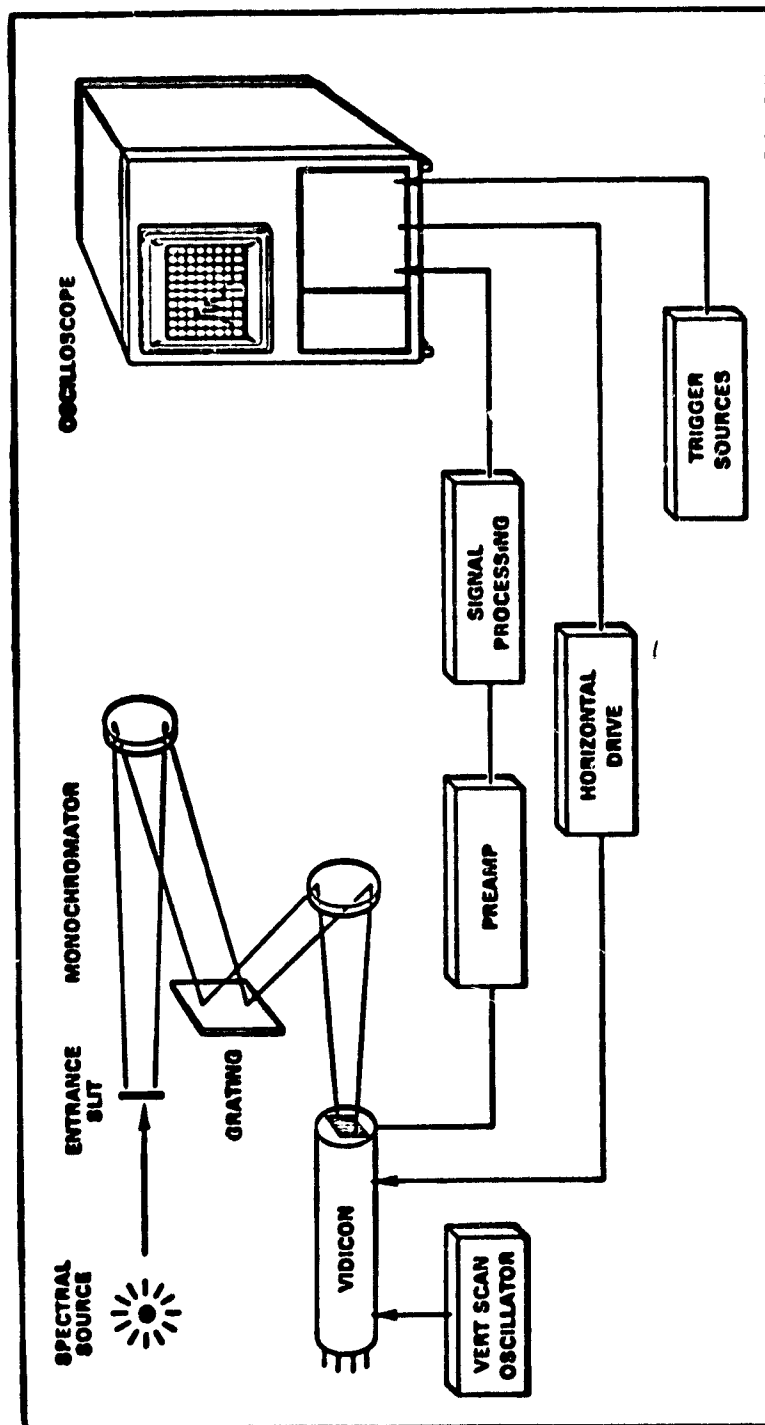 OSCILLOSCOPE
MONOCHROMATOR
ENTRANCE
SLIT
SPECTRAL
SOURCE
GRATING
VIDICON
VERT SCAN
OSCILLATOR
PREAMP
SIGNAL
PROCESSING
HORIZONTAL
DRIVE
TRIGGER
SOURCES